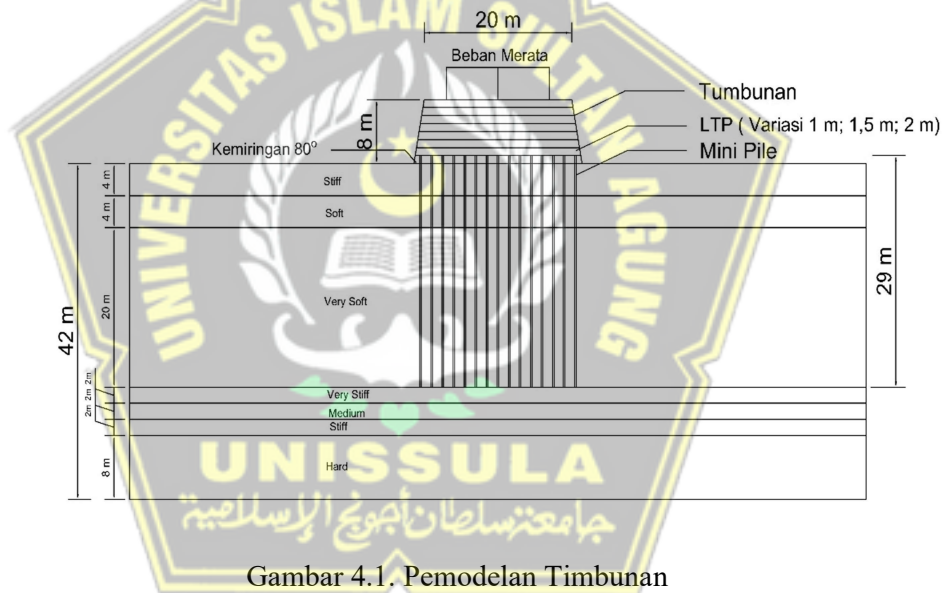 UNIVERSITAS ISLAM SULTAN AGUNG
20 m
Beban Merata
Tumbunan
8 m
LTP ( Variasi 1 m; 1,5 m; 2 m)
Kemiringan 80°
Mini Pile
4 m
Stiff
4 m
Soft
29 m
20 m
Very Soft
42 m
2m 2m 2m
Very Stiff
Medium
Stiff
8 m
Hard
UNISSULA
جامعتنسلطان أجونج الإسلامية
Gambar 4.1. Pemodelan Timbunan